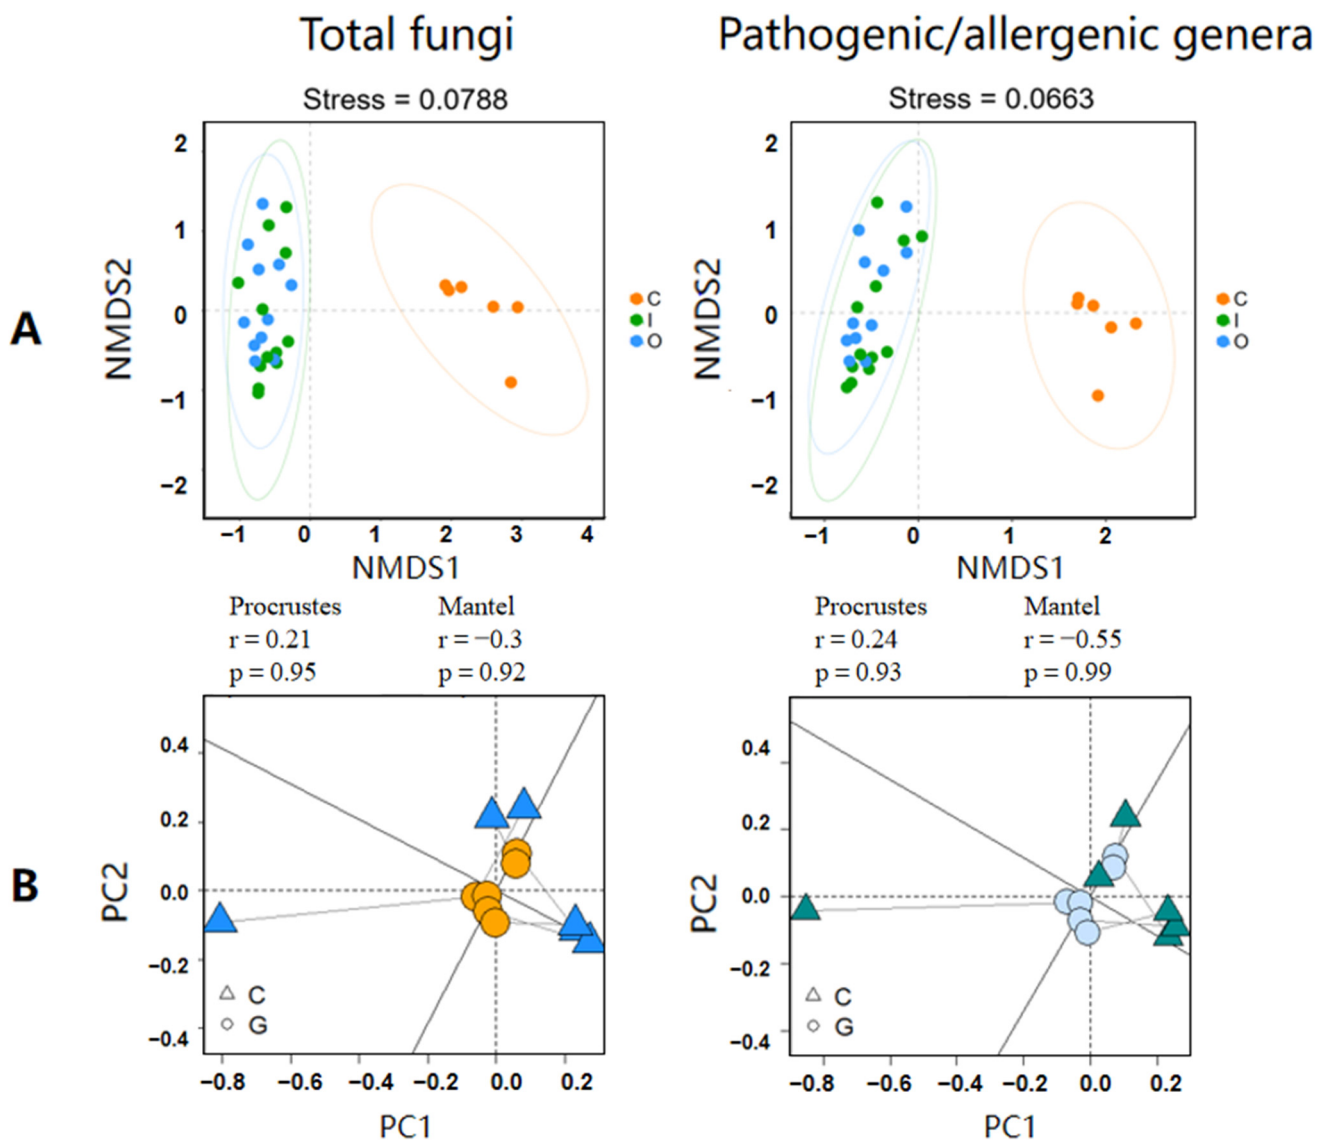 Total fungi
Pathogenic/allergenic genera
Stress = 0.0788
Stress = 0.0663
A
NMDS2
2
1
0
−1
−2
−1 0 1 2 3 4
NMDS1
C
I
O
NMDS2
2
1
0
−1
−2
−1 0 1 2
NMDS1
C
I
O
Procrustes
r = 0.21
p = 0.95
Mantel
r = −0.3
p = 0.92
Procrustes
r = 0.24
p = 0.93
Mantel
r = −0.55
p = 0.99
B
PC2
0.4
0.2
0.0
−0.2
−0.4
C
G
−0.8 −0.6 −0.4 −0.2 0.0 0.2
PC1
PC2
0.4
0.2
0.0
−0.2
−0.4
C
G
−0.8 −0.6 −0.4 −0.2 0.0 0.2
PC1